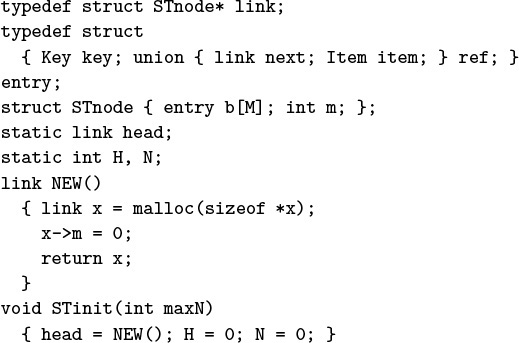 typedef struct STnode* link;
typedef struct
  { Key key; union { link next; Item item; } ref; }
entry;
struct STnode { entry b[M]; int m; };
static link head;
static int H, N;
link NEW()
  { link x = malloc(sizeof *x);
    x->m = 0;
    return x;
  }
void STinit(int maxN)
  { head = NEW(); H = 0; N = 0; }